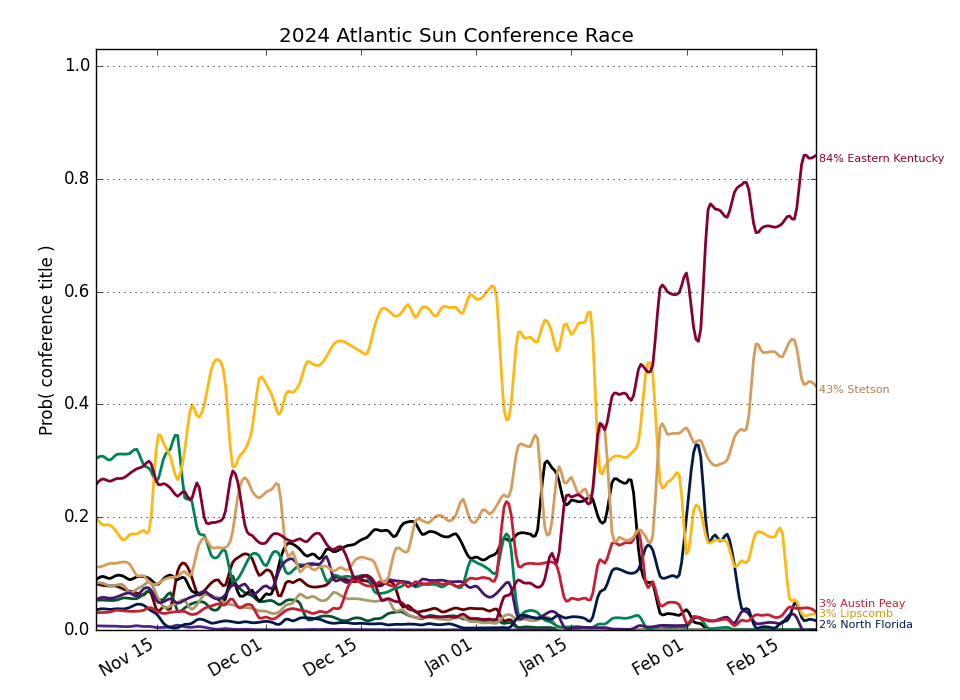 2024 Atlantic Sun Conference Race
Prob( conference title )
1.0
0.8
0.6
0.4
0.2
0.0
Nov 15
Dec 01
Dec 15
Jan 01
Jan 15
Feb 01
Feb 15
84% Eastern Kentucky
43% Stetson
3% Austin Peay
3% Lipscomb
2% North Florida